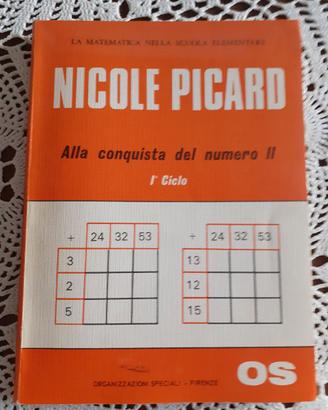 LA MATEMATICA NELLA SCUOLA ELEMENTARE
NICOLE PICARD
Alla conquista del numero II
I° Ciclo
+ 24 32 53
3
2
5
+ 24 32 53
13
12
15
OS
ORGANIZZAZIONI SPECIALI - FIRENZE